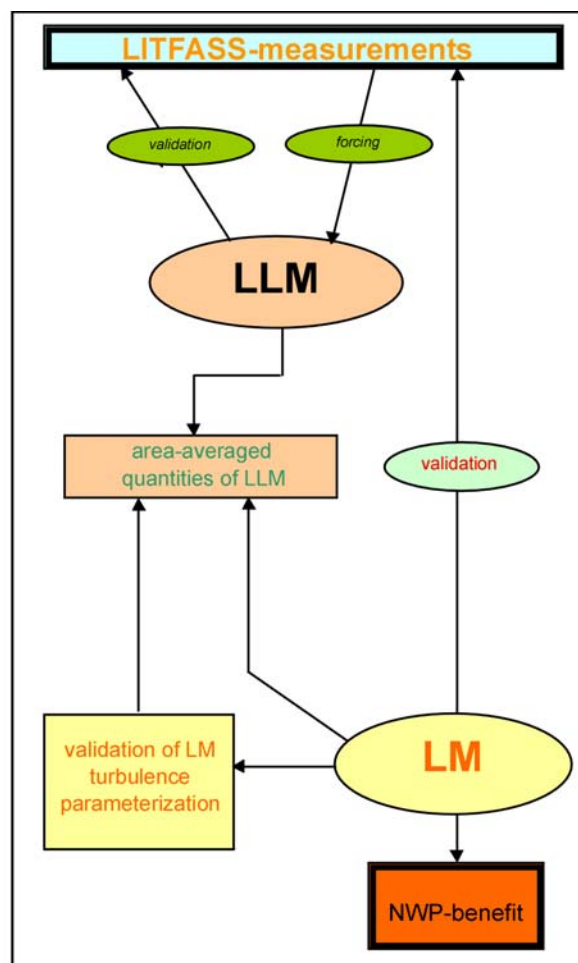 LITFASS-measurements
validation
forcing
LLM
area-averaged
quantities of LLM
validation
validation of LM
turbulence
parameterization
LM
NWP-benefit